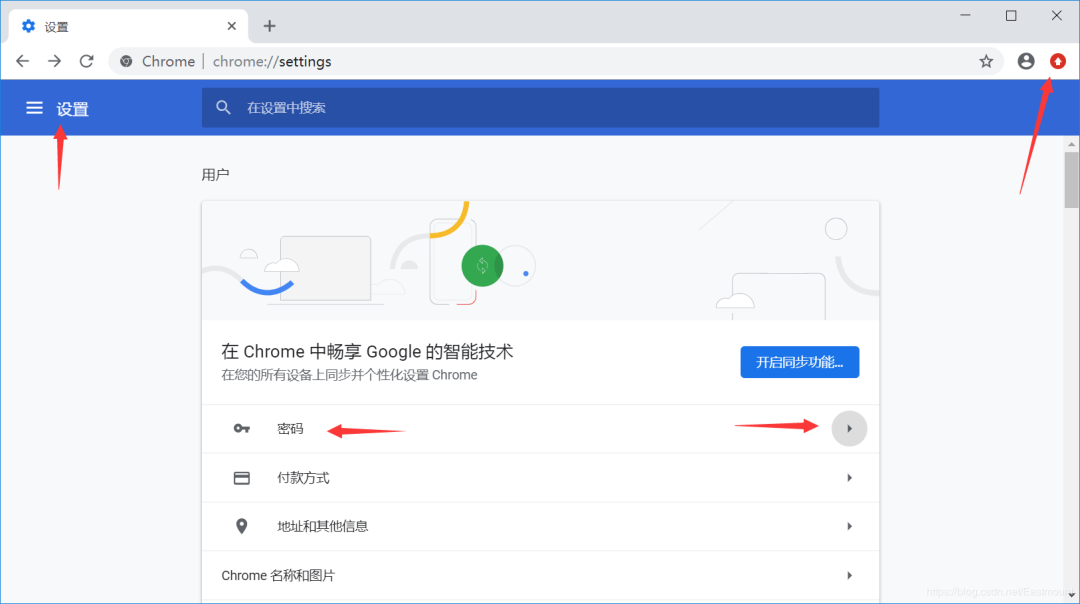 设置
Chrome | chrome://settings
设置
在设置中搜索
用户
在 Chrome 中畅享 Google 的智能技术
在您的所有设备上同步并个性化设置 Chrome
开启同步功能...
密码
付款方式
地址和其他信息
Chrome 名称和图片
https://blog.csdn.net/Eastmount